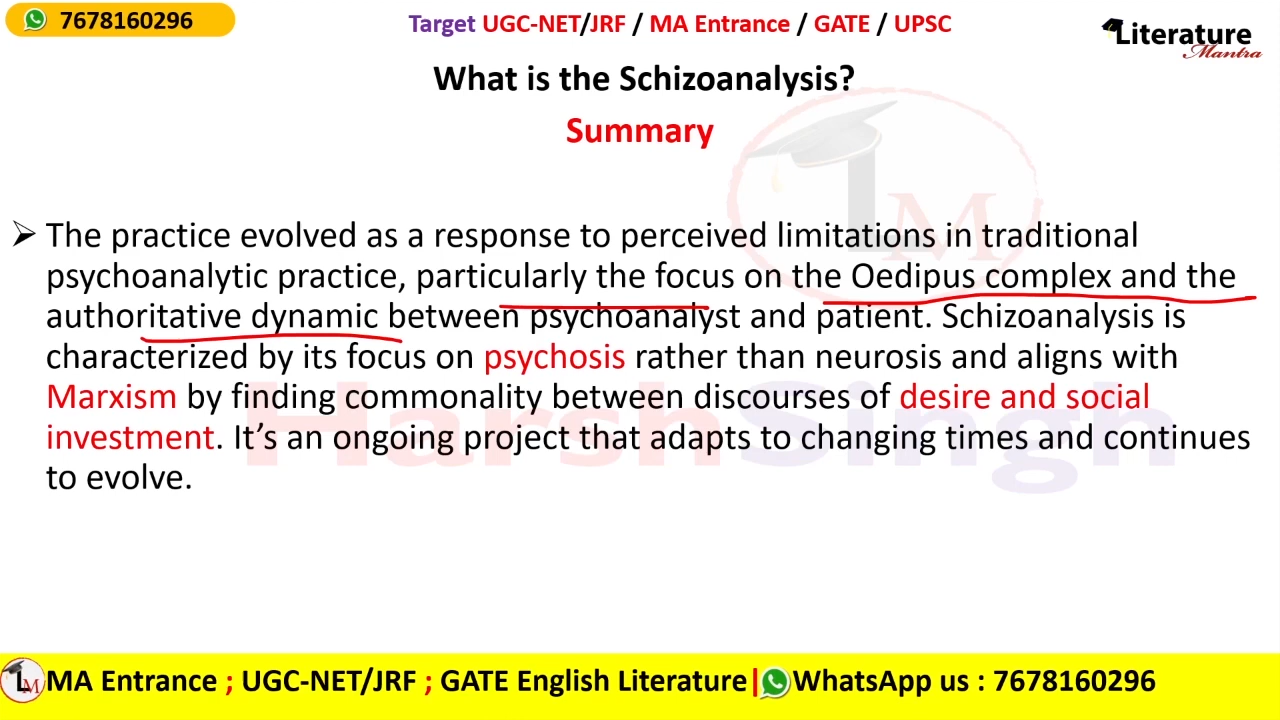 7678160296
Target UGC-NET/JRF / MA Entrance / GATE / UPSC
Literature
Mantra
What is the Schizoanalysis?
Summary
LM
➢ The practice evolved as a response to perceived limitations in traditional
psychoanalytic practice, particularly the focus on the Oedipus complex and the
authoritative dynamic between psychoanalyst and patient. Schizoanalysis is
characterized by its focus on psychosis rather than neurosis and aligns with
Marxism by finding commonality between discourses of desire and social
investment. It’s an ongoing project that adapts to changing times and continues
to evolve.
HarshSingh
LM
MA Entrance ; UGC-NET/JRF ; GATE English Literature| WhatsApp us : 7678160296